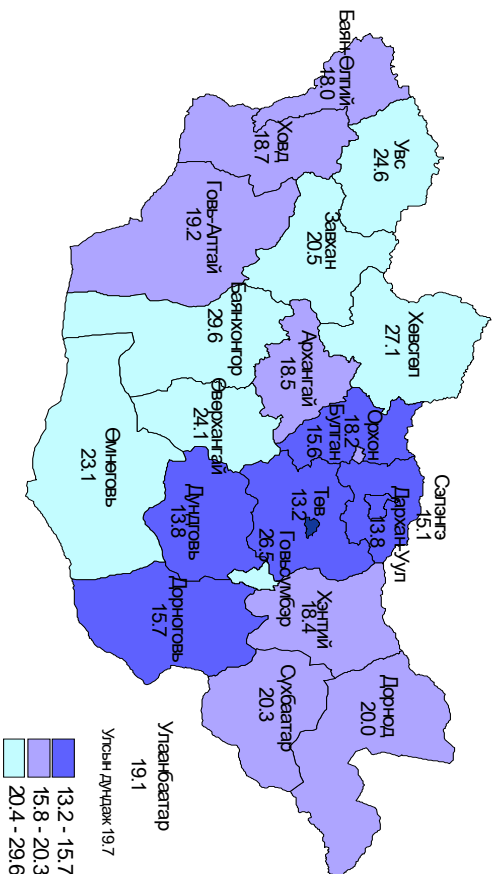 Баян-Өлгий
18.0
Увс
24.6
Ховд
18.7
Говь-Алтай
19.2
Завхан
20.5
Хөвсгөл
27.1
Баянхонгор
29.6
Архангай
18.5
Өвөрхангай
24.1
Өмнөговь
23.1
Орхон
18.2
Булган
15.6
Сэлэнгэ
15.1
Дархан-Уул
13.8
Төв
13.2
Дундговь
13.8
Говьсүмбэр
26.5
Дорноговь
15.7
Хэнтий
18.4
Сүхбаатар
20.3
Дорнод
20.0
Улаанбаатар
19.1
Улсын дундаж 19.7
13.2 - 15.7
15.8 - 20.3
20.4 - 29.6